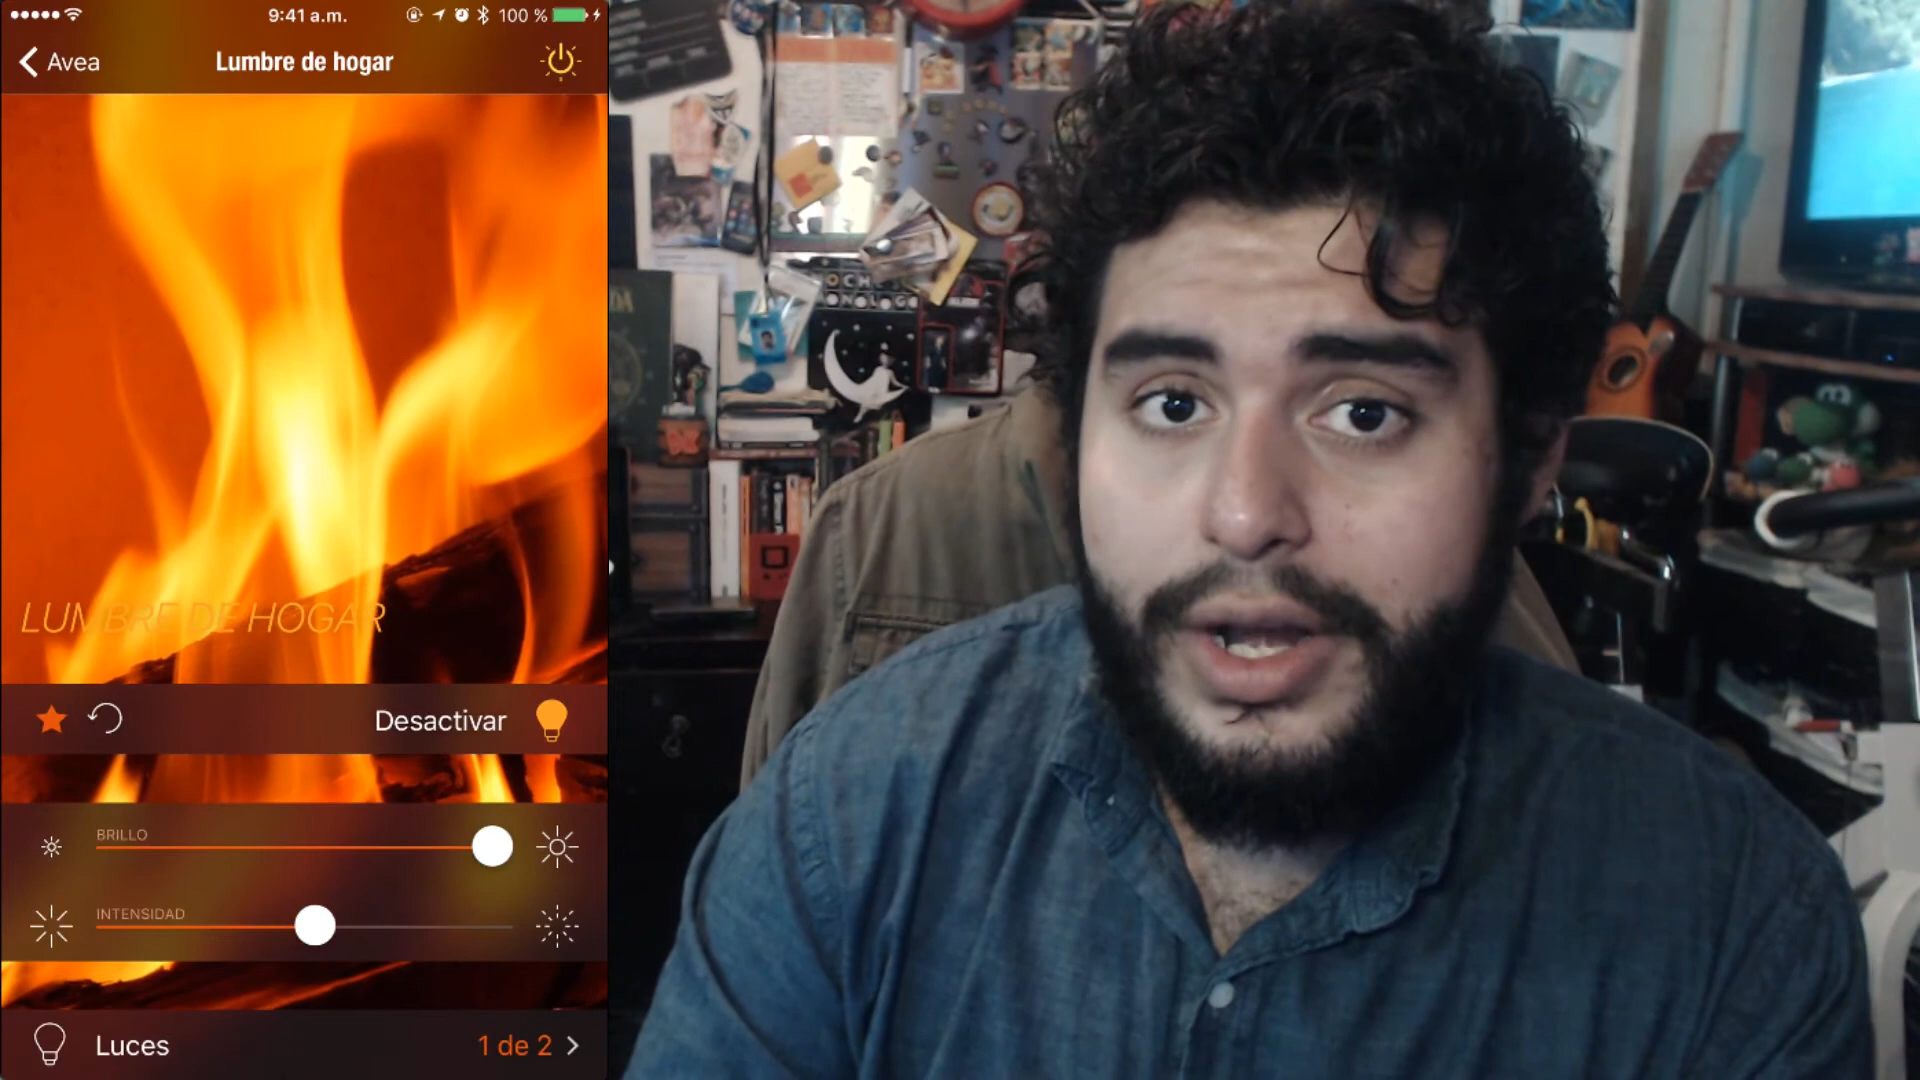 9:41 a.m.
100 %
Avea
Lumbre de hogar
LUMBRE DE HOGAR
Desactivar
BRILLO
INTENSIDAD
Luces
1 de 2